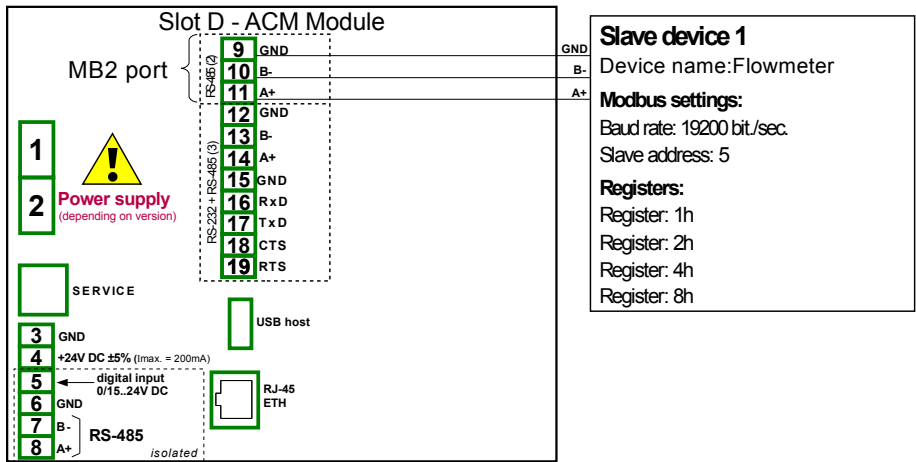 Slot D - ACM Module
MB2 port
RS-485 (2)
9 GND
10 B-
11 A+
GND
B-
A+
RS-232 + RS-485 (3)
12 GND
13 B-
14 A+
15 GND
16 RxD
17 TxD
18 CTS
19 RTS
1
2
!
Power supply
(depending on version)
SERVICE
USB host
3 GND
4 +24V DC ±5% (Imax. = 200mA)
5 digital input
0/15..24V DC
6 GND
7 B-
8 A+
RS-485
isolated
RJ-45
ETH
Slave device 1
Device name:Flowmeter
Modbus settings:
Baud rate: 19200 bit./sec.
Slave address: 5
Registers:
Register: 1h
Register: 2h
Register: 4h
Register: 8h